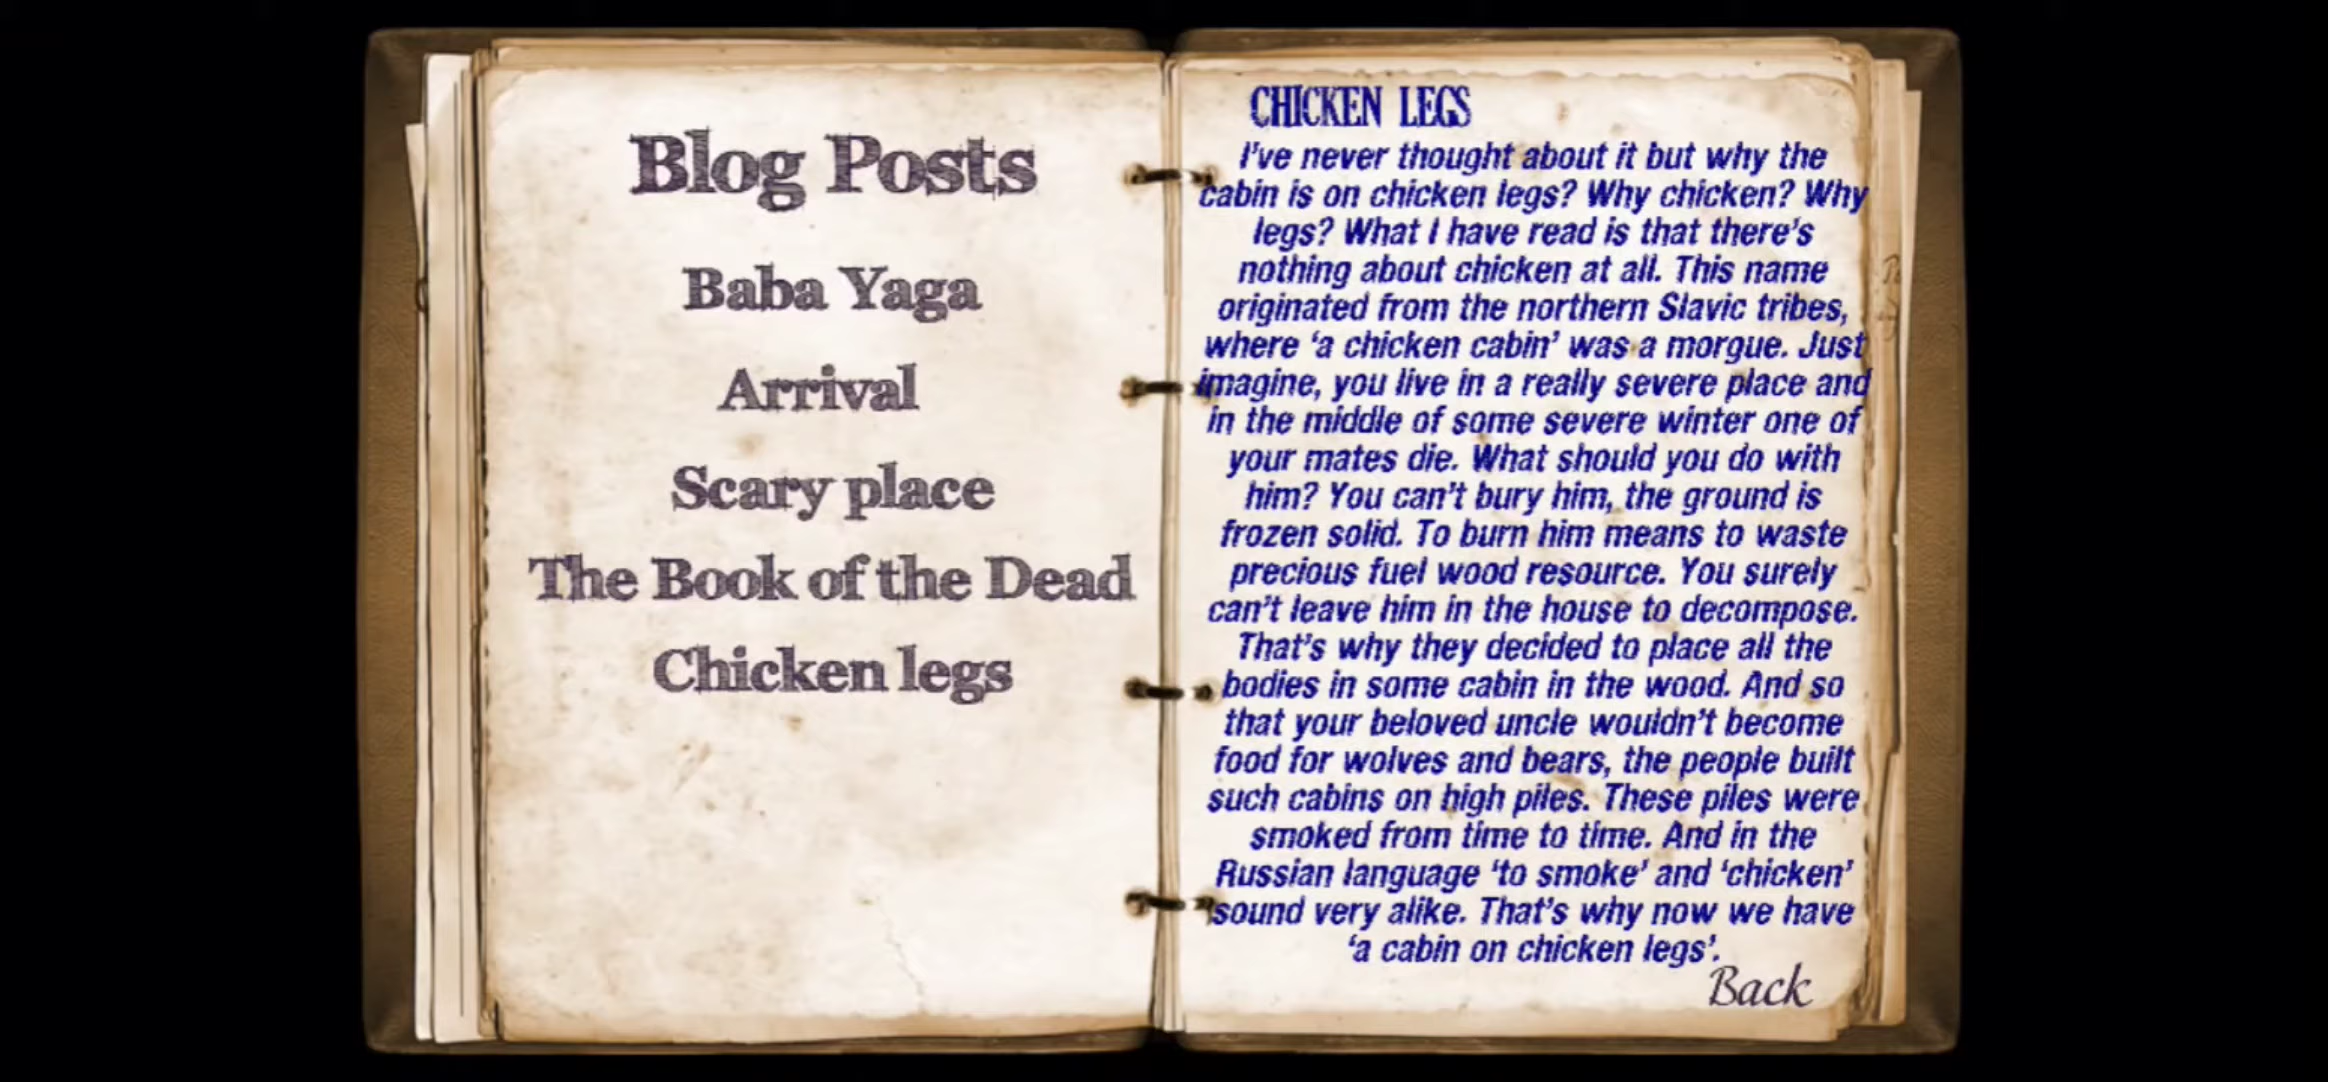 Blog Posts
Baba Yaga
Arrival
Scary place
The Book of the Dead
Chicken legs
CHICKEN LEGS
I've never thought about it but why the
cabin is on chicken legs? Why chicken? Why
legs? What I have read is that there's
nothing about chicken at all. This name
originated from the northern Slavic tribes,
where ‘a chicken cabin’ was a morgue. Just
imagine, you live in a really severe place and
in the middle of some severe winter one of
your mates die. What should you do with
him? You can't bury him, the ground is
frozen solid. To burn him means to waste
precious fuel wood resource. You surely
can't leave him in the house to decompose.
That's why they decided to place all the
bodies in some cabin in the wood. And so
that your beloved uncle wouldn't become
food for wolves and bears, the people built
such cabins on high piles. These piles were
smoked from time to time. And in the
Russian language ‘to smoke’ and ‘chicken’
sound very alike. That's why now we have
‘a cabin on chicken legs’.
Back